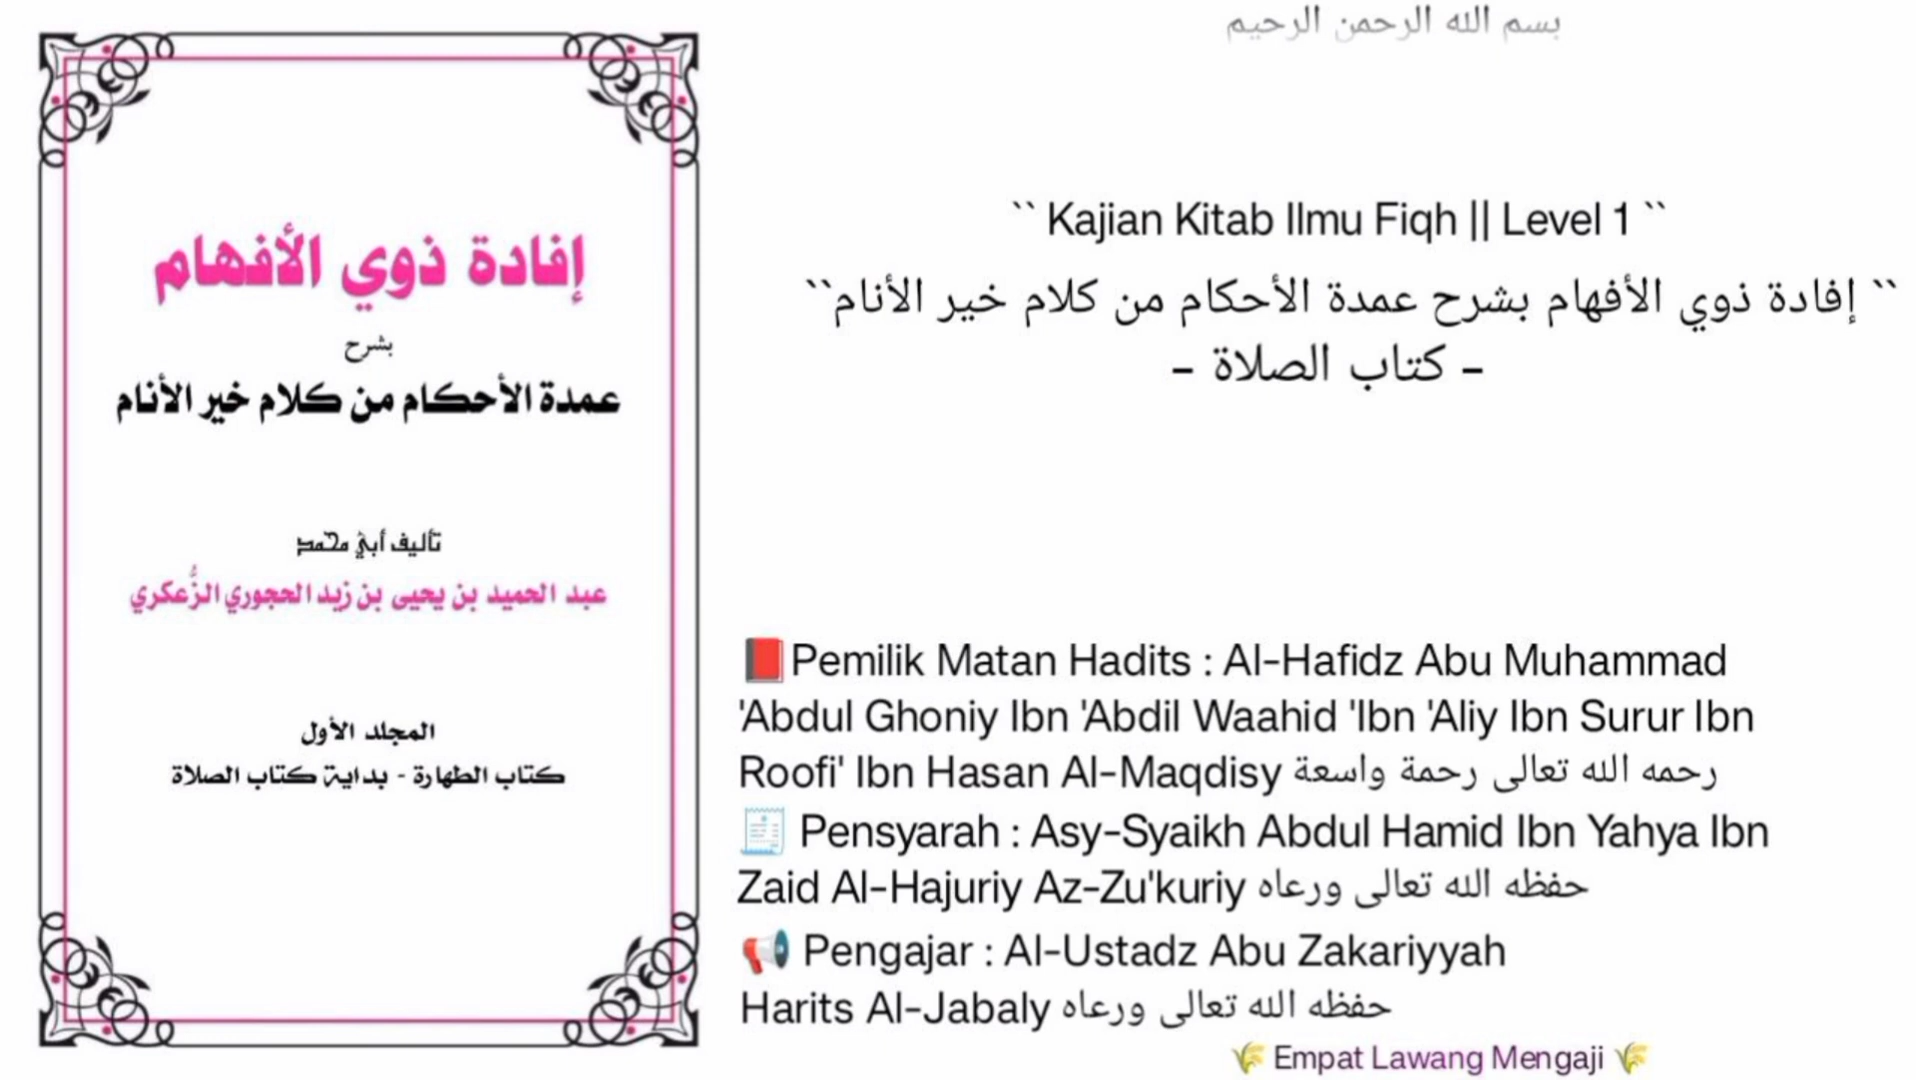 إفادة ذوي الأفهام
بشرح
عمدة الأحكام من كلام خير الأنام
تأليف أبي محمد
عبد الحميد بن يحيى بن زيد الحجوري الزُّعكري
المجلد الأول
كتاب الطهارة - بداية كتاب الصلاة
بسم الله الرحمن الرحيم
`` Kajian Kitab Ilmu Fiqh || Level 1 ``
`` إفادة ذوي الأفهام بشرح عمدة الأحكام من كلام خير الأنام``
- كتاب الصلاة -
📕Pemilik Matan Hadits : Al-Hafidz Abu Muhammad
'Abdul Ghoniy Ibn 'Abdil Waahid 'Ibn 'Aliy Ibn Surur Ibn
Roofi' Ibn Hasan Al-Maqdisy رحمه الله تعالى رحمة واسعة
🧾 Pensyarah : Asy-Syaikh Abdul Hamid Ibn Yahya Ibn
Zaid Al-Hajuriy Az-Zu'kuriy حفظه الله تعالى ورعاه
📢 Pengajar : Al-Ustadz Abu Zakariyyah
Harits Al-Jabaly حفظه الله تعالى ورعاه
🌾 Empat Lawang Mengaji 🌾